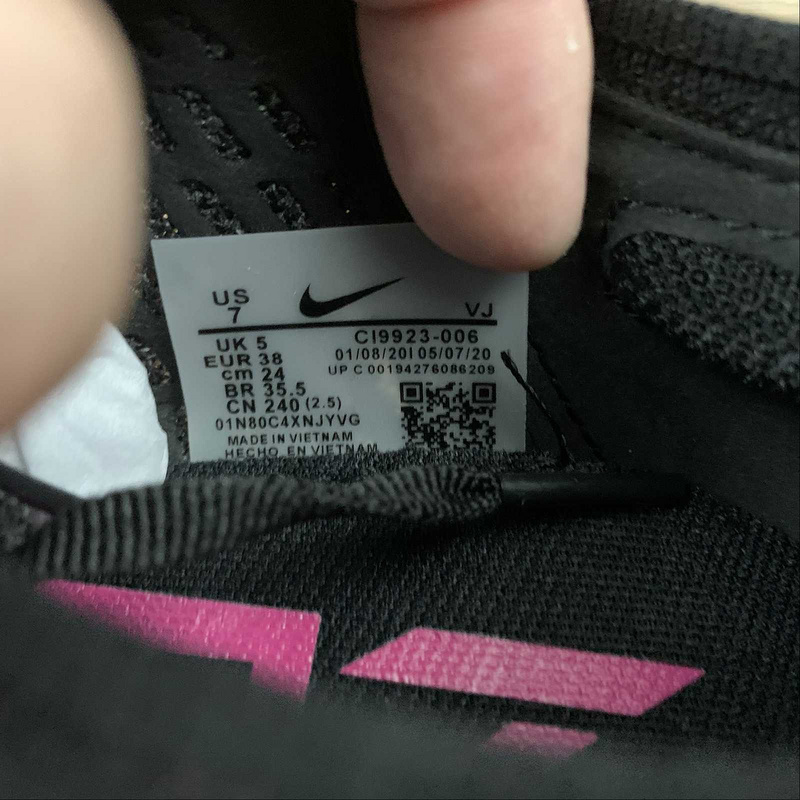 US
7
VJ
UK 5
EUR 38
cm 24
BR 35.5
CN 240 (2.5)
01N80C4XNJYVG
MADE IN VIETNAM
HECHO EN VIETNAM
CI9923-006
01/08/20I 05/07/20
UP C 00194276086209